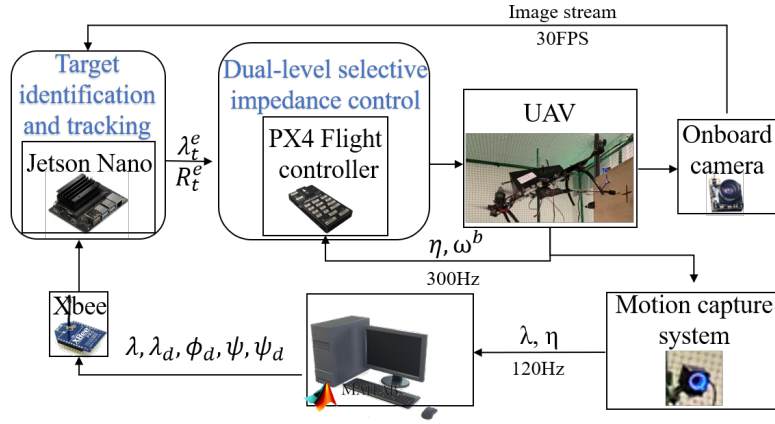 Image stream
30FPS
Target
identification
and tracking
Jetson Nano
λ_t^e
R_t^e
Dual-level selective
impedance control
PX4 Flight
controller
UAV
Onboard
camera
η, ω^b
300Hz
Xbee
λ, λ_d, ϕ_d, ψ, ψ_d
MATLAB
λ, η
120Hz
Motion capture
system